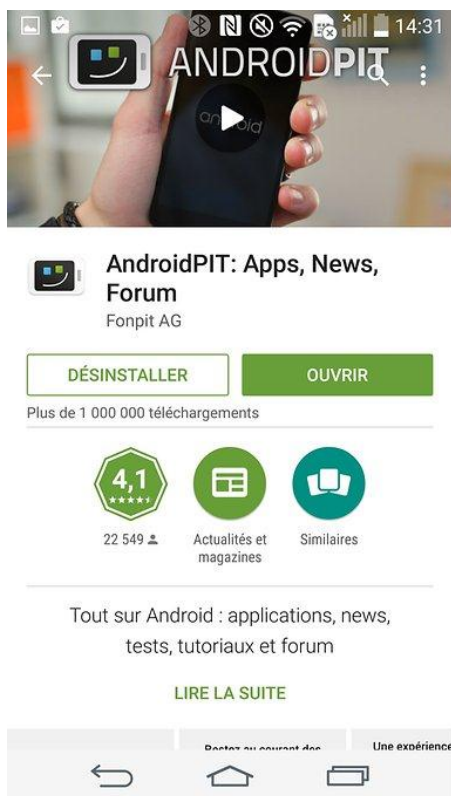 14:31
ANDROIDPIT
android
AndroidPIT: Apps, News,
Forum
Fonpit AG
DÉSINSTALLER
OUVRIR
Plus de 1 000 000 téléchargements
4,1
22 549
Actualités et
magazines
Similaires
Tout sur Android : applications, news,
tests, tutoriaux et forum
LIRE LA SUITE
Restez au courant des
Une expérience